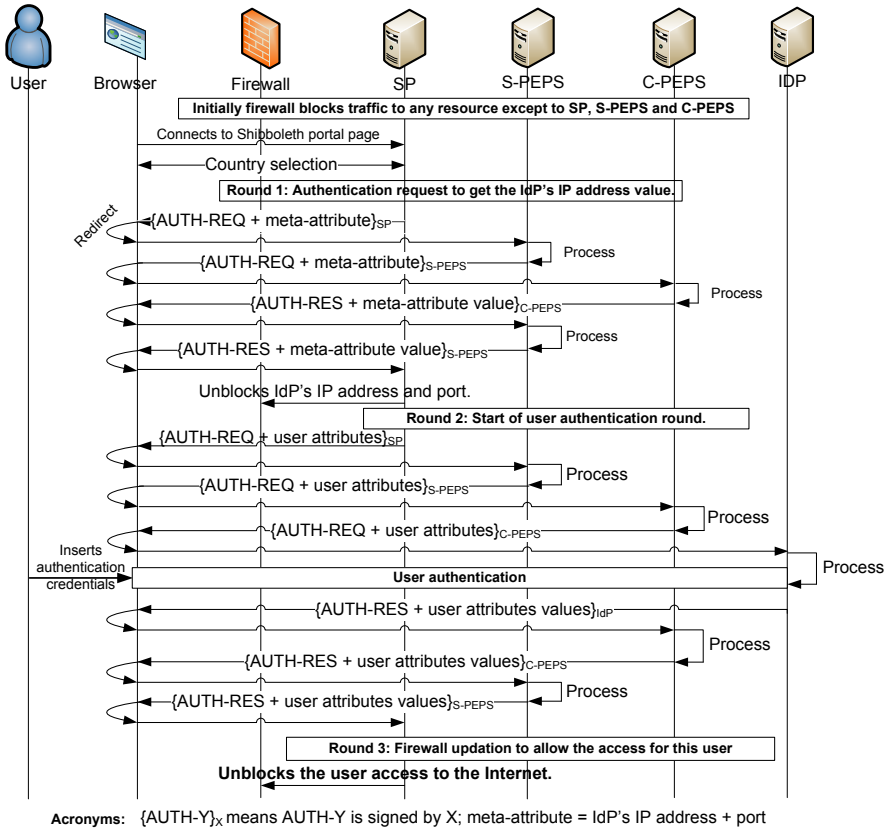 User
Browser
Firewall
SP
S-PEPS
C-PEPS
IDP
Initially firewall blocks traffic to any resource except to SP, S-PEPS and C-PEPS
Connects to Shibboleth portal page
Country selection
Round 1: Authentication request to get the IdP's IP address value.
Redirect
{AUTH-REQ + meta-attribute}SP
Process
{AUTH-REQ + meta-attribute}S-PEPS
Process
{AUTH-RES + meta-attribute value}C-PEPS
Process
{AUTH-RES + meta-attribute value}S-PEPS
Unblocks IdP's IP address and port.
Round 2: Start of user authentication round.
{AUTH-REQ + user attributes}SP
Process
{AUTH-REQ + user attributes}S-PEPS
Process
{AUTH-REQ + user attributes}C-PEPS
Inserts
authentication
credentials
Process
User authentication
{AUTH-RES + user attributes values}IdP
Process
{AUTH-RES + user attributes values}C-PEPS
Process
{AUTH-RES + user attributes values}S-PEPS
Round 3: Firewall updation to allow the access for this user
Unblocks the user access to the Internet.
Acronyms: {AUTH-Y}X means AUTH-Y is signed by X; meta-attribute = IdP's IP address + port